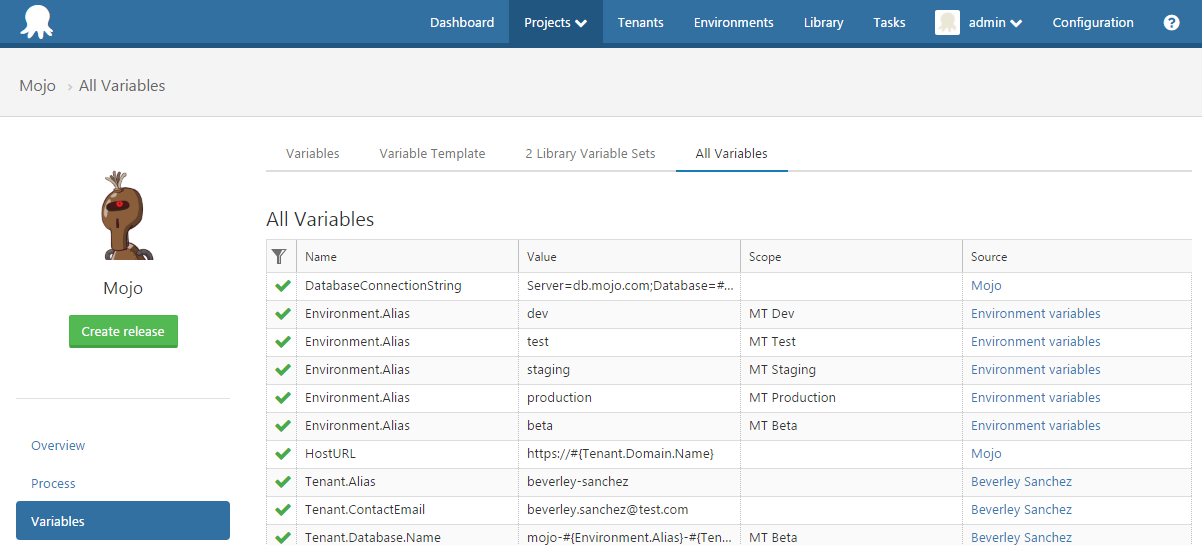 Dashboard Projects Tenants Environments Library Tasks admin Configuration ?
Mojo › All Variables
Variables Variable Template 2 Library Variable Sets All Variables
Mojo
Create release
Overview
Process
Variables
All Variables
Name Value Scope Source
DatabaseConnectionString Server=db.mojo.com;Database=#... Mojo
Environment.Alias dev MT Dev Environment variables
Environment.Alias test MT Test Environment variables
Environment.Alias staging MT Staging Environment variables
Environment.Alias production MT Production Environment variables
Environment.Alias beta MT Beta Environment variables
HostURL https://#{Tenant.Domain.Name} Mojo
Tenant.Alias beverley-sanchez Beverley Sanchez
Tenant.ContactEmail beverley.sanchez@test.com Beverley Sanchez
Tenant.Database.Name mojo-#{Environment.Alias}-#{Ten... MT Beta Beverley Sanchez